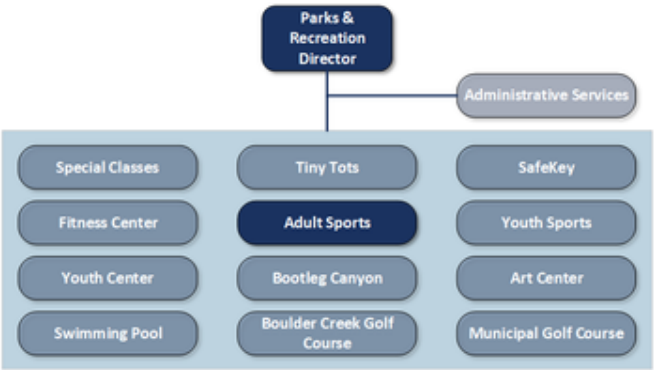 Parks &
Recreation
Director
Administrative Services
Special Classes
Tiny Tots
SafeKey
Fitness Center
Adult Sports
Youth Sports
Youth Center
Bootleg Canyon
Art Center
Swimming Pool
Boulder Creek Golf
Course
Municipal Golf Course